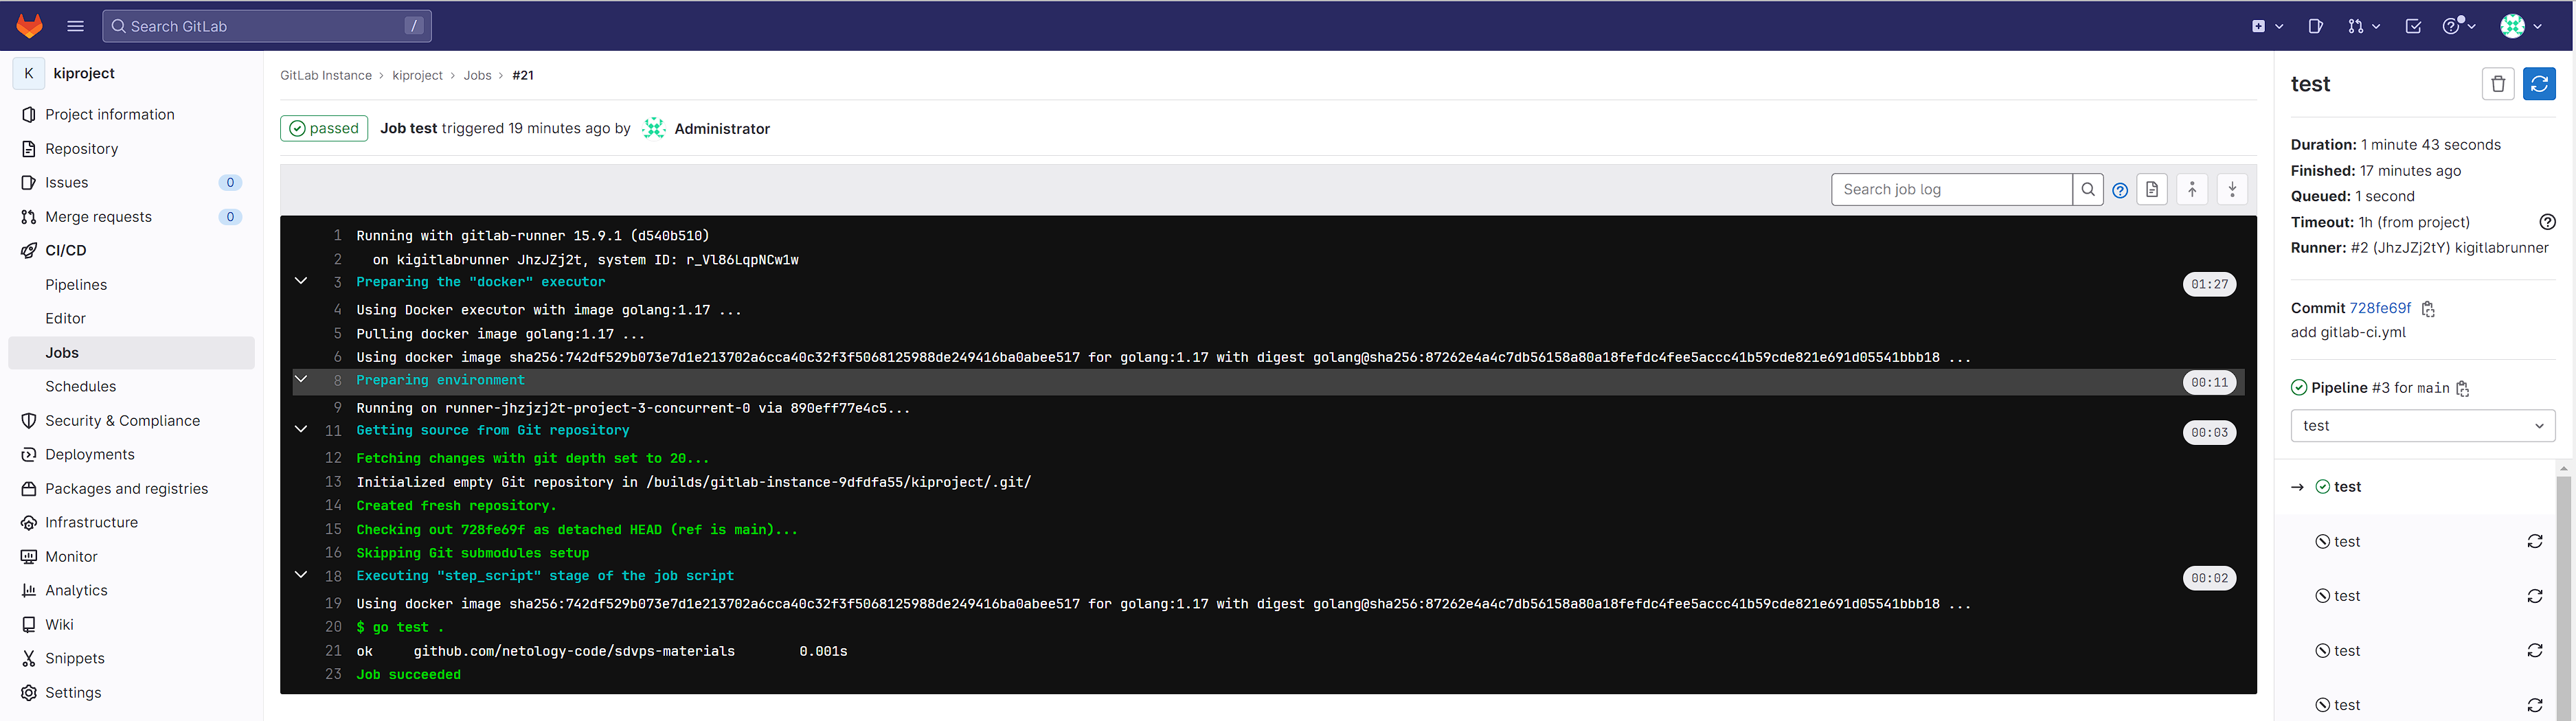 Search GitLab /
K kiproject
Project information
Repository
Issues 0
Merge requests 0
CI/CD
Pipelines
Editor
Jobs
Schedules
Security & Compliance
Deployments
Packages and registries
Infrastructure
Monitor
Analytics
Wiki
Snippets
Settings
GitLab Instance › kiproject › Jobs › #21
passed Job test triggered 19 minutes ago by Administrator
Search job log
1 Running with gitlab-runner 15.9.1 (d540b510)
2 on kigitlabrunner JhzJZj2t, system ID: r_Vl86LqpNCw1w
3 Preparing the "docker" executor 01:27
4 Using Docker executor with image golang:1.17 ...
5 Pulling docker image golang:1.17 ...
6 Using docker image sha256:742df529b073e7d1e213702a6cca40c32f3f5068125988de249416ba0abee517 for golang:1.17 with digest golang@sha256:87262e4a4c7db56158a80a18fefdc4fee5accc41b59cde821e691d05541bbb18 ...
8 Preparing environment 00:11
9 Running on runner-jhzjzj2t-project-3-concurrent-0 via 890eff77e4c5...
11 Getting source from Git repository 00:03
12 Fetching changes with git depth set to 20...
13 Initialized empty Git repository in /builds/gitlab-instance-9dfdfa55/kiproject/.git/
14 Created fresh repository.
15 Checking out 728fe69f as detached HEAD (ref is main)...
16 Skipping Git submodules setup
18 Executing "step_script" stage of the job script 00:02
19 Using docker image sha256:742df529b073e7d1e213702a6cca40c32f3f5068125988de249416ba0abee517 for golang:1.17 with digest golang@sha256:87262e4a4c7db56158a80a18fefdc4fee5accc41b59cde821e691d05541bbb18 ...
20 $ go test .
21 ok github.com/netology-code/sdvps-materials 0.001s
23 Job succeeded
test
Duration: 1 minute 43 seconds
Finished: 17 minutes ago
Queued: 1 second
Timeout: 1h (from project)
Runner: #2 (JhzJZj2tY) kigitlabrunner
Commit 728fe69f
add gitlab-ci.yml
Pipeline #3 for main
test
→ test
test
test
test
test